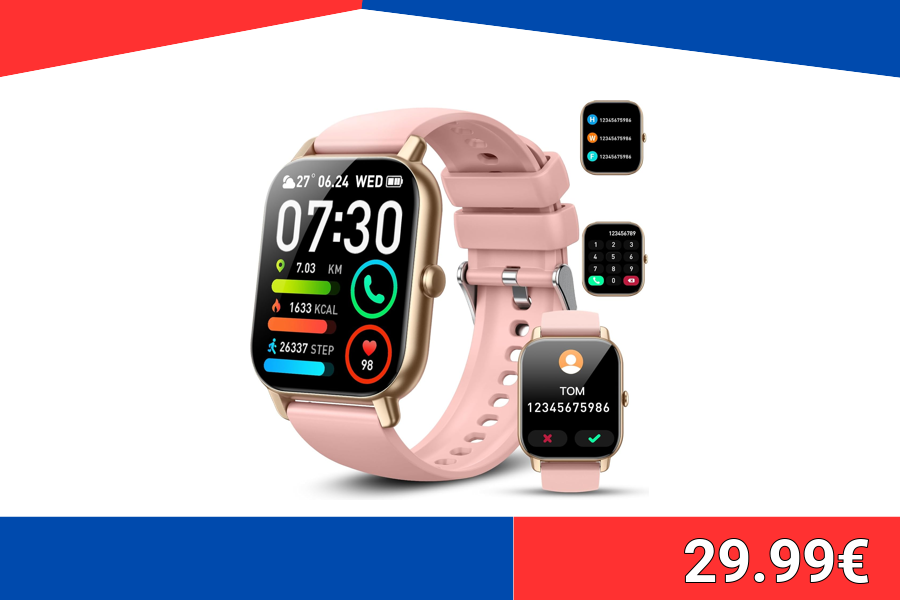 27° 06.24 WED
07:30
7.03 KM
1633 KCAL
26337 STEP
98
H 12345675986
W 12345675986
F 12345675986
123456789
1 2 3
4 5 6
7 8 9
0
TOM
12345675986
29.99€